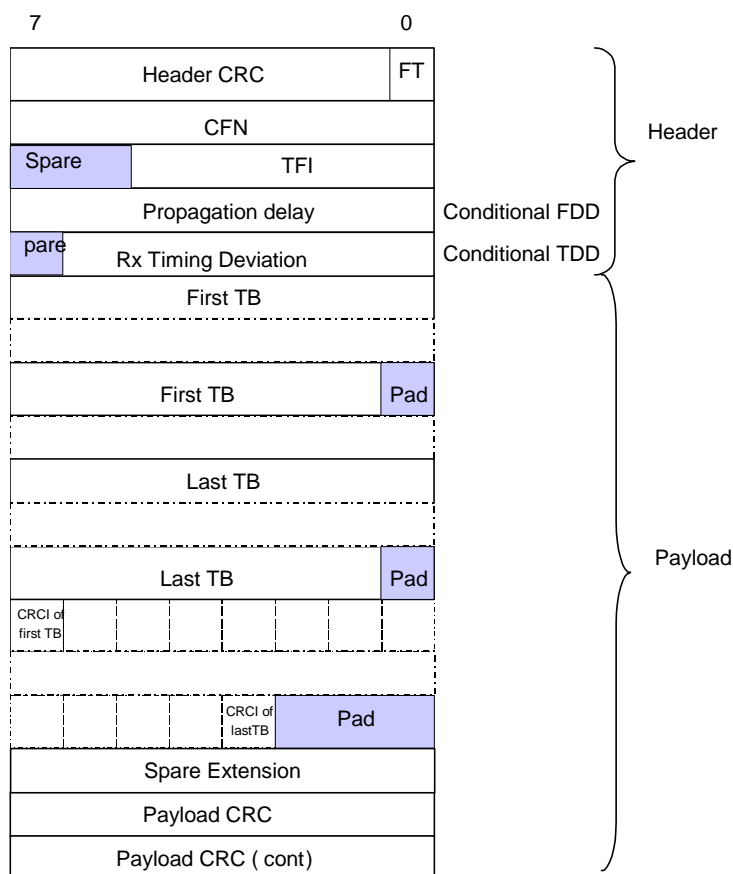 7 0
Header CRC FT
CFN
Header
Spare TFI
Propagation delay Conditional FDD
pare Rx Timing Deviation Conditional TDD
First TB
First TB Pad
Last TB
Payload
Last TB Pad
CRCI of
first TB
CRCI of
lastTB
Pad
Spare Extension
Payload CRC
Payload CRC ( cont)